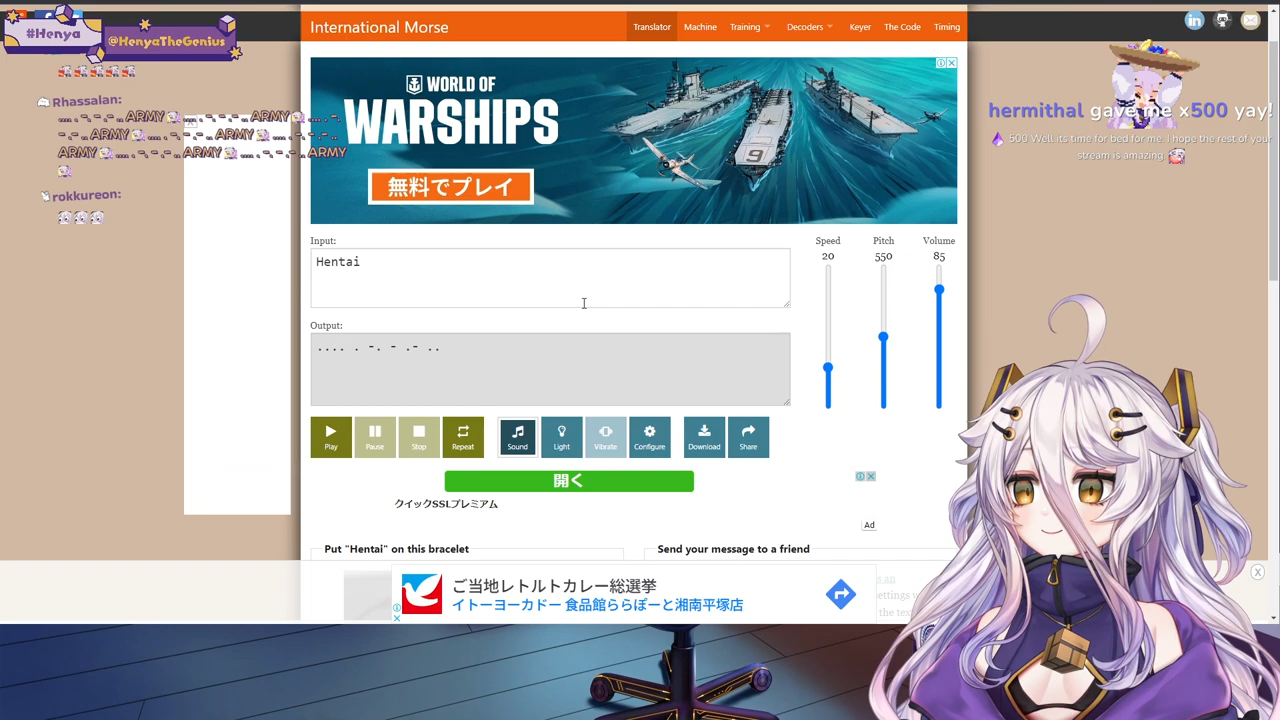 #Henya
@HenyaTheGenius
Rhassalan:
.... . -. -. - .. ARMY
ARMY
rokkureon:
International Morse
Translator
Machine
Training
Decoders
Keyer
The Code
Timing
WORLD OF
WARSHIPS
無料でプレイ
9
hermithal gave me x500 yay!
500 Well its time for bed for me. I hope the rest of your
stream is amazing
Input:
Hentai
Output:
.... . -. - .- ..
Speed
Pitch
Volume
20
550
85
Play
Pause
Stop
Repeat
Sound
Light
Vibrate
Configure
Download
Share
開く
クイックSSLプレミアム
Ad
Put "Hentai" on this bracelet
Send your message to a friend
ご当地レトルトカレー総選挙
イトーヨーカドー 食品館ららぽーと湘南平塚店
s an
ettings
the tex